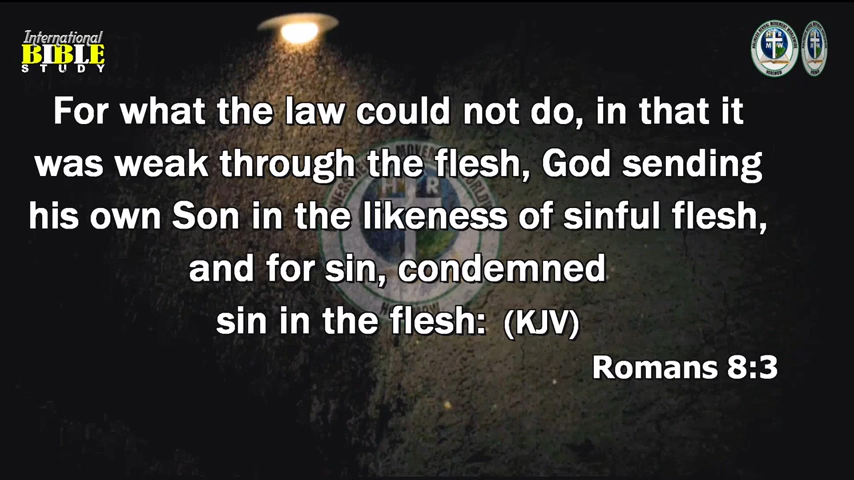 International
BIBLE
STUDY
For what the law could not do, in that it
was weak through the flesh, God sending
his own Son in the likeness of sinful flesh,
and for sin, condemned
sin in the flesh: (KJV)
Romans 8:3